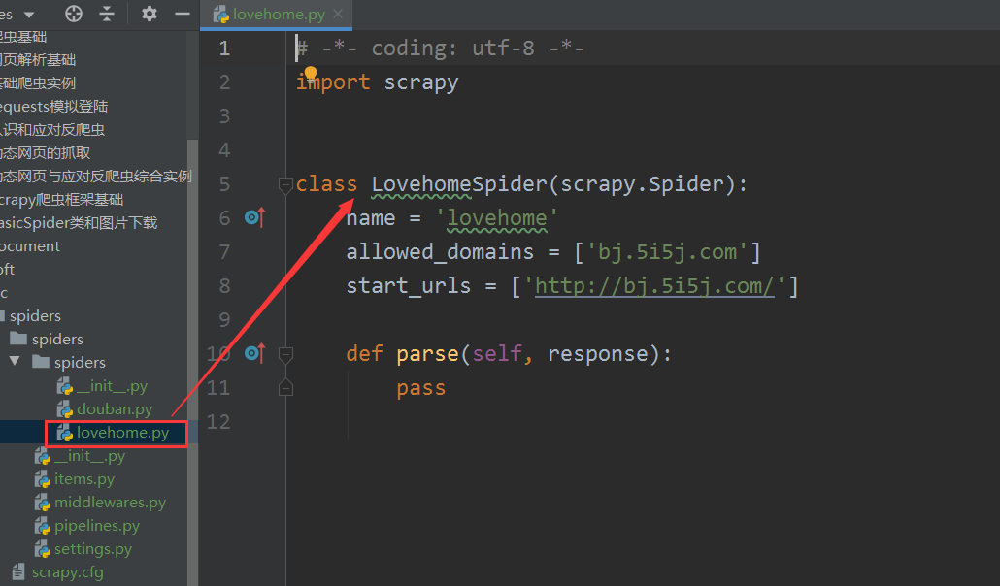 es
lovehome.py
爬虫基础
网页解析基础
基础爬虫实例
equests模拟登陆
认识和应对反爬虫
动态网页的抓取
动态网页与应对反爬虫综合实例
crapy爬虫框架基础
asicSpider类和图片下载
ocument
oft
c
spiders
spiders
spiders
__init__.py
douban.py
lovehome.py
__init__.py
items.py
middlewares.py
pipelines.py
settings.py
scrapy.cfg
1 # -*- coding: utf-8 -*-
2 import scrapy
3
4
5 class LovehomeSpider(scrapy.Spider):
6 name = 'lovehome'
7 allowed_domains = ['bj.5i5j.com']
8 start_urls = ['http://bj.5i5j.com/']
9
10 def parse(self, response):
11 pass
12